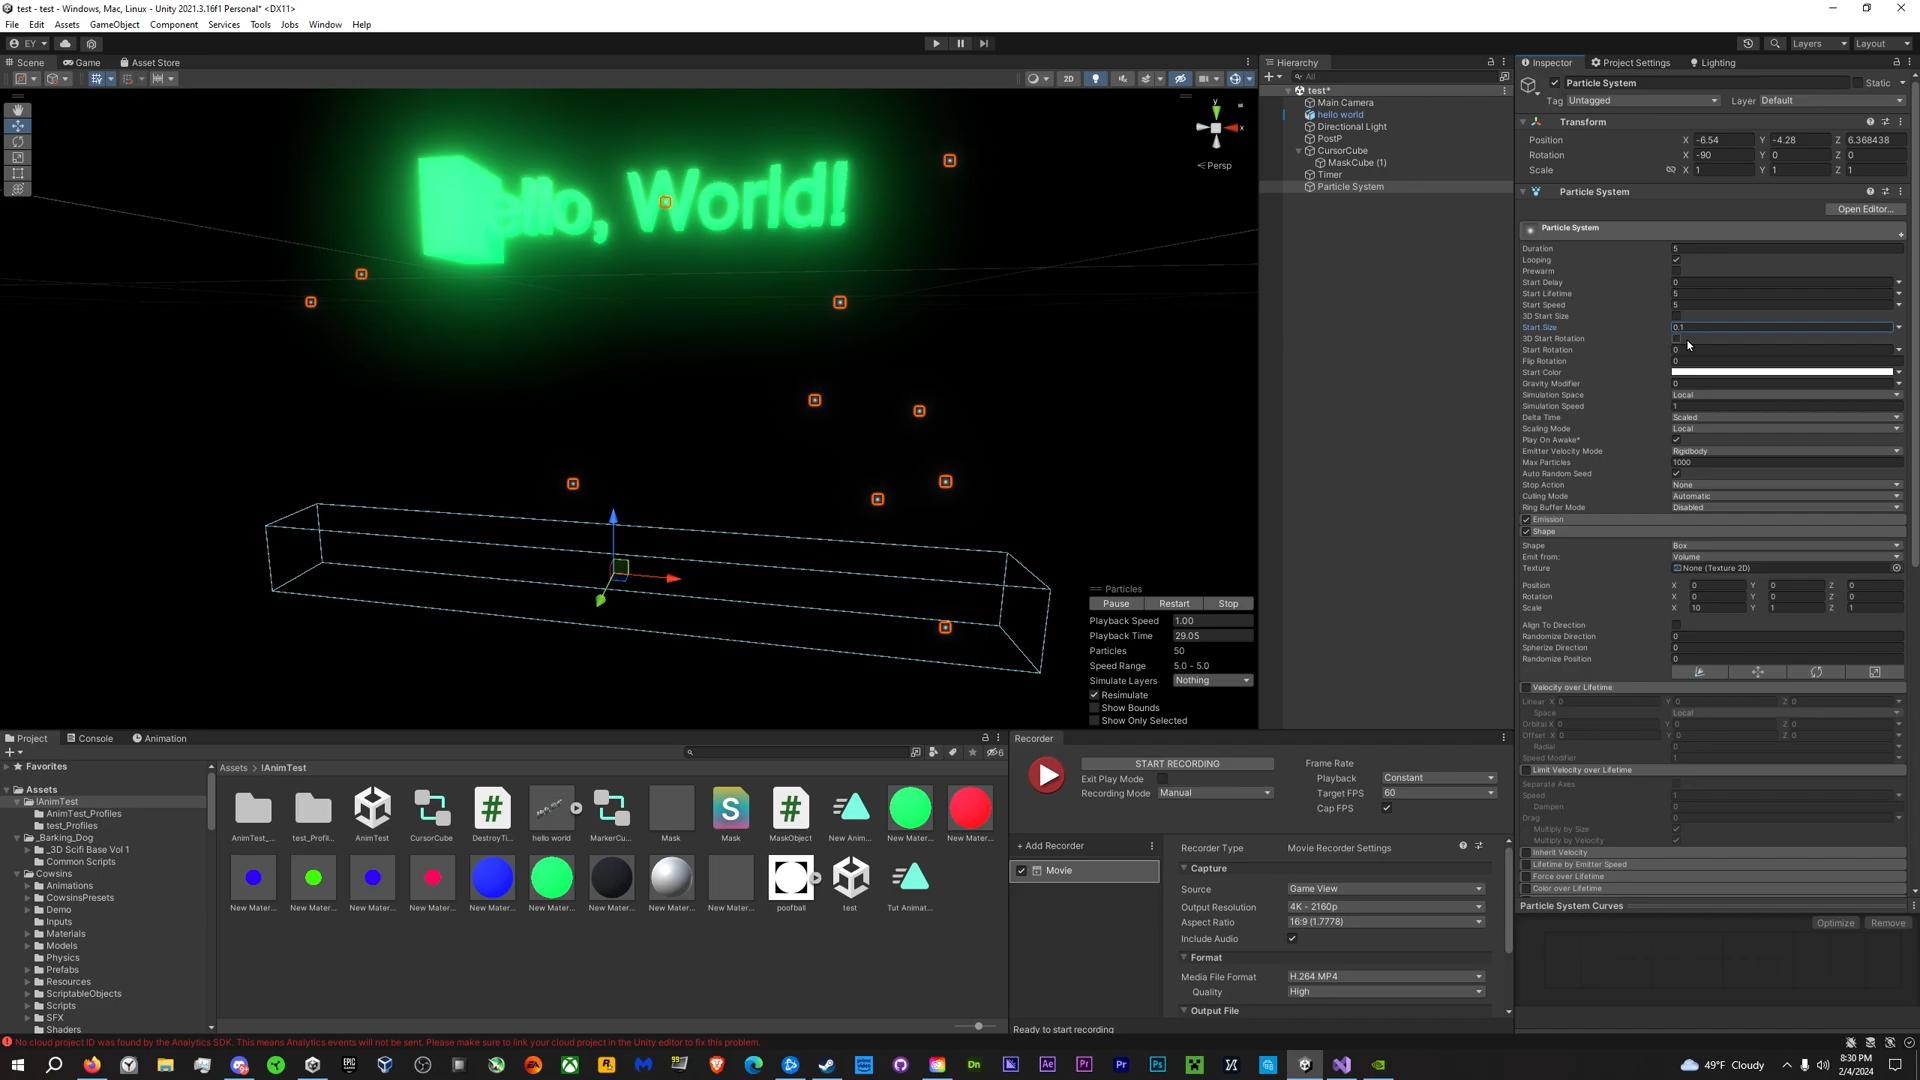 test - test - Windows, Mac, Linux - Unity 2021.3.16f1 Personal* <DX11>
File Edit Assets GameObject Component Services Tools Jobs Window Help
EY Layers Layout
Scene Game Asset Store
2D
Hello, World!
y
x
Persp
Particles
Pause Restart Stop
Playback Speed 1.00
Playback Time 29.05
Particles 50
Speed Range 5.0 - 5.0
Simulate Layers Nothing
Resimulate
Show Bounds
Show Only Selected
Hierarchy
All
test*
Main Camera
hello world
Directional Light
PostP
CursorCube
MaskCube (1)
Timer
Particle System
Inspector Project Settings Lighting
Particle System Static
Tag Untagged Layer Default
Transform
Position X -6.54 Y -4.28 Z 6.368438
Rotation X -90 Y 0 Z 0
Scale X 1 Y 1 Z 1
Particle System
Open Editor...
Particle System
Duration 5
Looping
Prewarm
Start Delay 0
Start Lifetime 5
Start Speed 5
3D Start Size
Start Size 0.1
3D Start Rotation
Start Rotation 0
Flip Rotation 0
Start Color
Gravity Modifier 0
Simulation Space Local
Simulation Speed 1
Delta Time Scaled
Scaling Mode Local
Play On Awake*
Emitter Velocity Mode Rigidbody
Max Particles 1000
Auto Random Seed
Stop Action None
Culling Mode Automatic
Ring Buffer Mode Disabled
Emission
Shape
Shape Box
Emit from: Volume
Texture None (Texture 2D)
Position X 0 Y 0 Z 0
Rotation X 0 Y 0 Z 0
Scale X 10 Y 1 Z 1
Align To Direction
Randomize Direction 0
Spherize Direction 0
Randomize Position 0
Velocity over Lifetime
Linear X 0 Y 0 Z 0
Space Local
Orbital X 0 Y 0 Z 0
Offset X 0 Y 0 Z 0
Radial 0
Speed Modifier 1
Limit Velocity over Lifetime
Separate Axes
Speed 1
Dampen 0
Drag 0
Multiply by Size
Multiply by Velocity
Inherit Velocity
Lifetime by Emitter Speed
Force over Lifetime
Color over Lifetime
Particle System Curves
Optimize Remove
Project Console Animation
6
Favorites
Assets
!AnimTest
AnimTest_Profiles
test_Profiles
_Barking_Dog
_3D Scifi Base Vol 1
Common Scripts
Cowsins
Animations
CowsinsPresets
Demo
Inputs
Materials
Models
Physics
Prefabs
Resources
ScriptableObjects
Scripts
SFX
Shaders
Assets > !AnimTest
AnimTest_... test_Profil... AnimTest CursorCube DestroyTi... hello world MarkerCu... Mask Mask MaskObject New Anim... New Mater... New Mater...
New Mater... New Mater... New Mater... New Mater... New Mater... New Mater... New Mater... New Mater... New Mater... poofball test Tut Animat...
Recorder
START RECORDING
Exit Play Mode
Recording Mode Manual
Frame Rate
Playback Constant
Target FPS 60
Cap FPS
+ Add Recorder
Movie
Recorder Type Movie Recorder Settings
Capture
Source Game View
Output Resolution 4K - 2160p
Aspect Ratio 16:9 (1.7778)
Include Audio
Format
Media File Format H.264 MP4
Quality High
Output File
Ready to start recording
No cloud project ID was found by the Analytics SDK. This means Analytics events will not be sent. Please make sure to link your cloud project in the Unity editor to fix this problem.
EPIC GAMES EA R Dn Ae Pr Pr Ps
49°F Cloudy
8:30 PM
2/4/2024